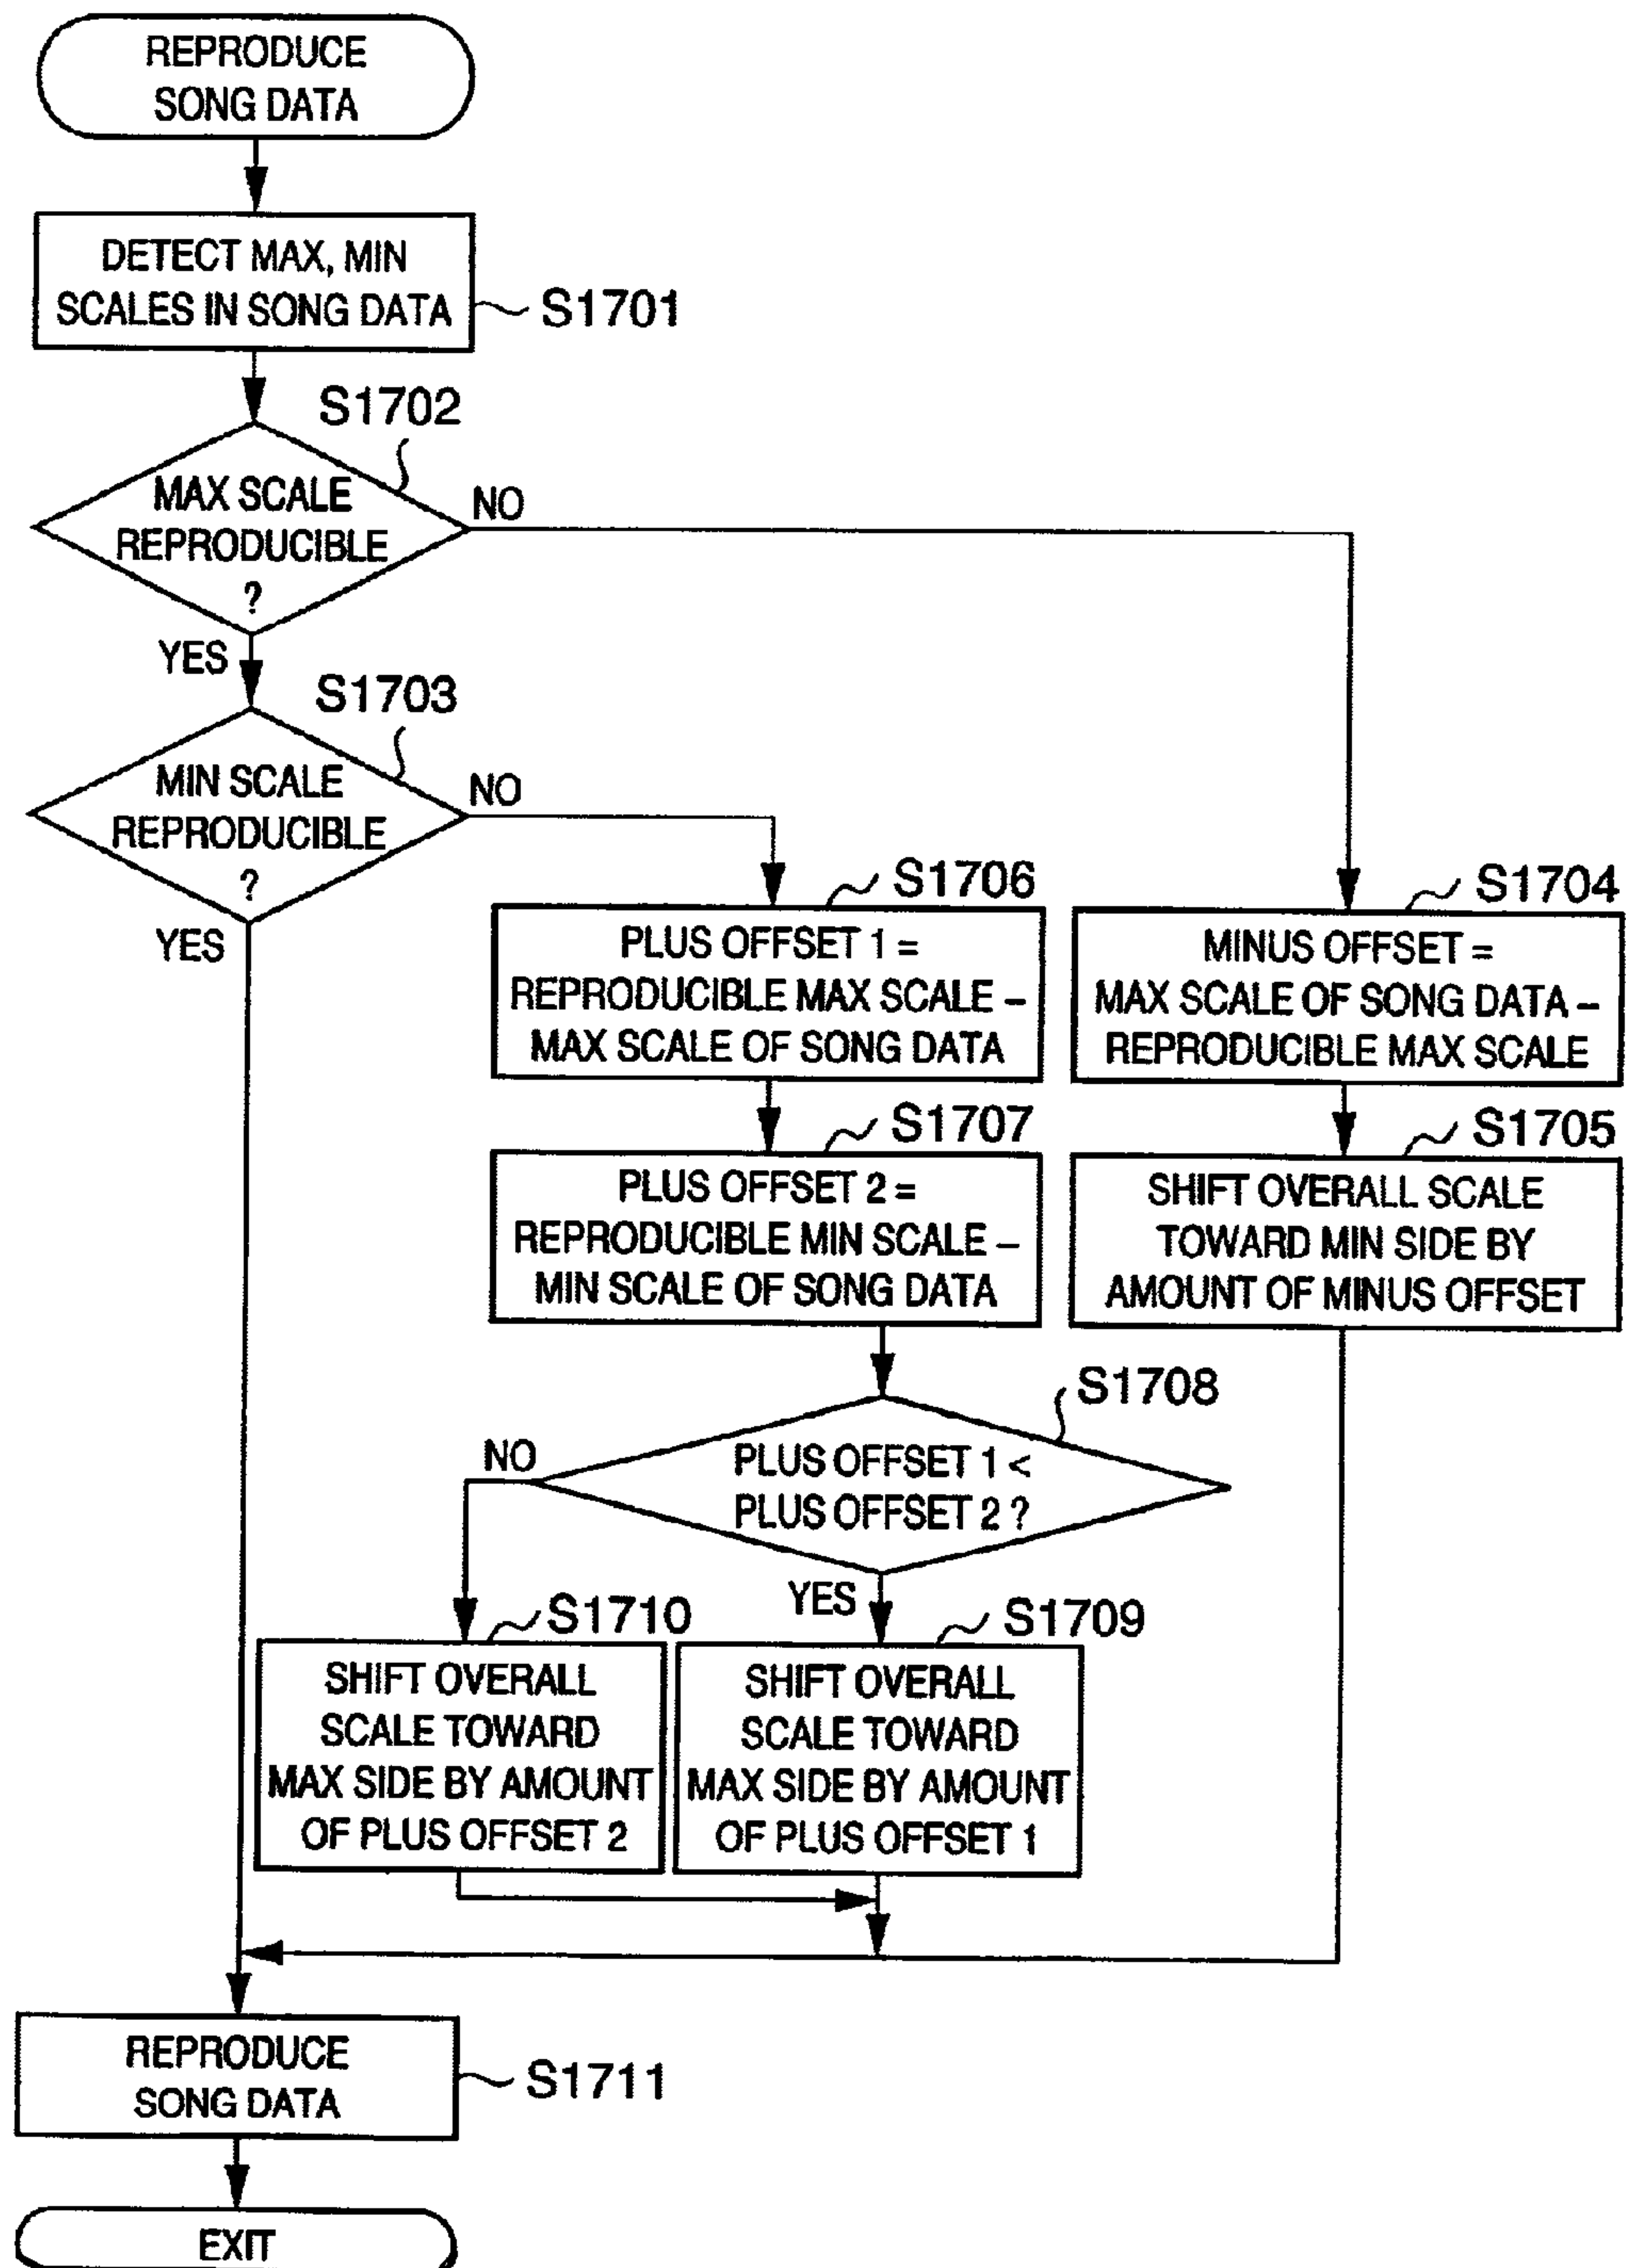 REPRODUCE
SONG DATA
DETECT MAX, MIN
SCALES IN SONG DATA
S1701
S1702
MAX SCALE
REPRODUCIBLE
?
NO
YES
S1703
MIN SCALE
REPRODUCIBLE
?
NO
YES
S1706
PLUS OFFSET 1 =
REPRODUCIBLE MAX SCALE –
MAX SCALE OF SONG DATA
S1704
MINUS OFFSET =
MAX SCALE OF SONG DATA –
REPRODUCIBLE MAX SCALE
S1707
PLUS OFFSET 2 =
REPRODUCIBLE MIN SCALE –
MIN SCALE OF SONG DATA
S1705
SHIFT OVERALL SCALE
TOWARD MIN SIDE BY
AMOUNT OF MINUS OFFSET
S1708
PLUS OFFSET 1 <
PLUS OFFSET 2 ?
NO
YES
S1710
SHIFT OVERALL
SCALE TOWARD
MAX SIDE BY AMOUNT
OF PLUS OFFSET 2
S1709
SHIFT OVERALL
SCALE TOWARD
MAX SIDE BY AMOUNT
OF PLUS OFFSET 1
REPRODUCE
SONG DATA
S1711
EXIT